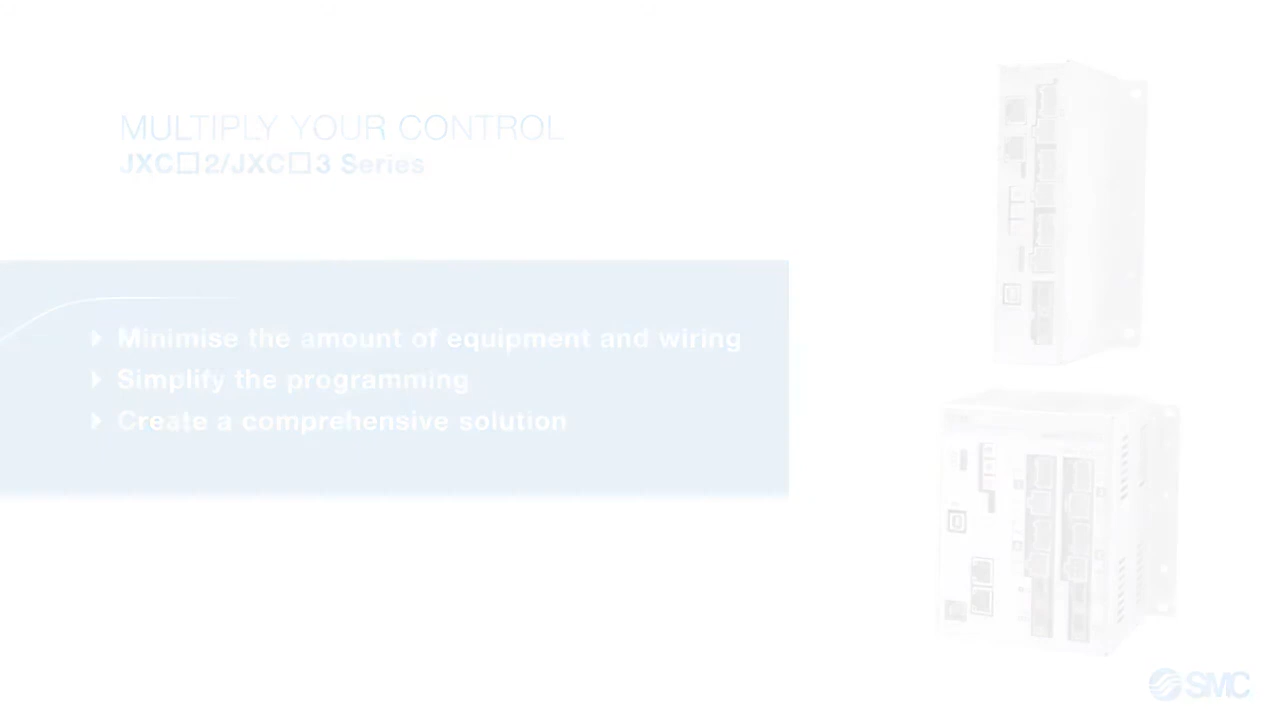 MULTIPLY YOUR CONTROL
JXC□2/JXC□3 Series
Minimise the amount of equipment and wiring
Simplify the programming
Create a comprehensive solution
SMC